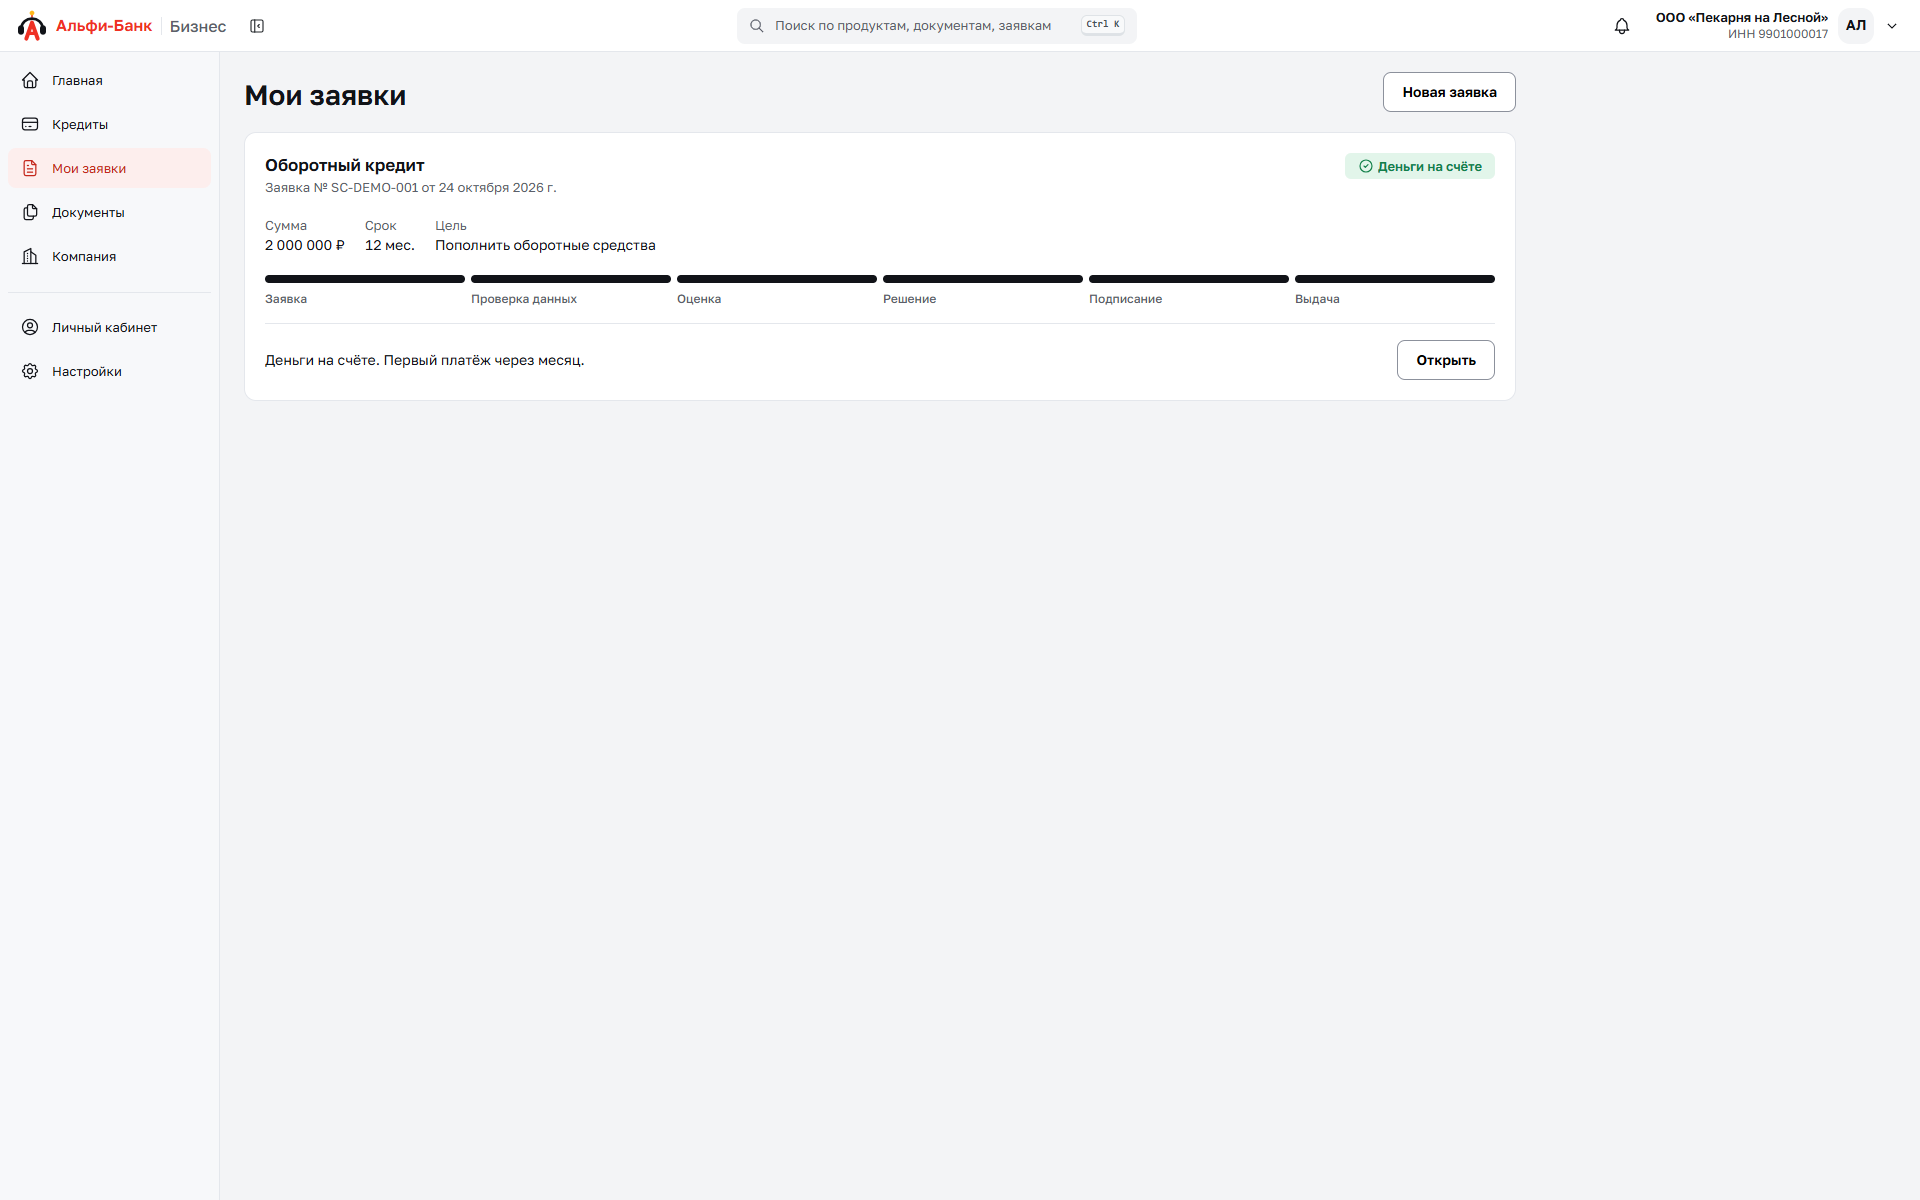 Альфи-Банк
Бизнес
Поиск по продуктам, документам, заявкам
Ctrl K
ООО «Пекарня на Лесной»
ИНН 9901000017
АЛ
Главная
Кредиты
Мои заявки
Документы
Компания
Личный кабинет
Настройки
Мои заявки
Новая заявка
Оборотный кредит
Деньги на счёте
Заявка № SC-DEMO-001 от 24 октября 2026 г.
Сумма
2 000 000 ₽
Срок
12 мес.
Цель
Пополнить оборотные средства
Заявка
Проверка данных
Оценка
Решение
Подписание
Выдача
Деньги на счёте. Первый платёж через месяц.
Открыть